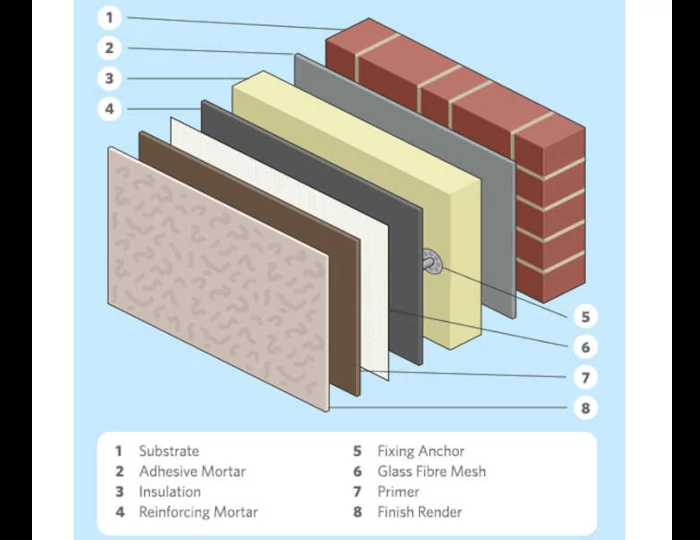 1
2
3
4
5
6
7
8
1 Substrate
2 Adhesive Mortar
3 Insulation
4 Reinforcing Mortar
5 Fixing Anchor
6 Glass Fibre Mesh
7 Primer
8 Finish Render